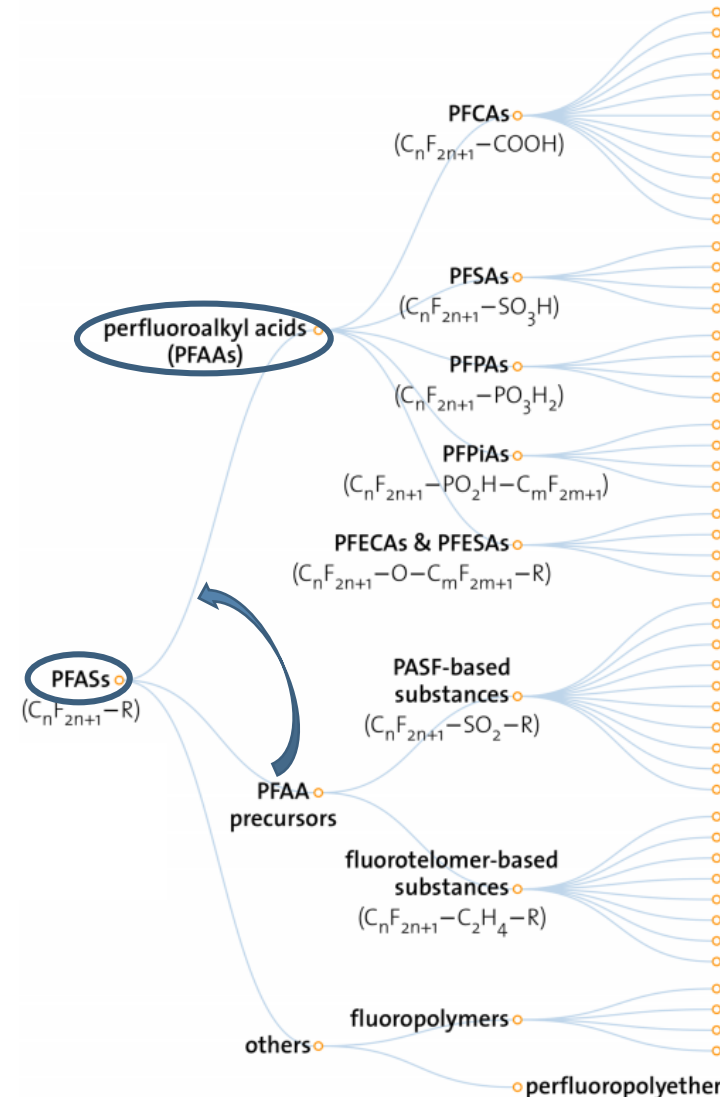 PFCAs
(CnF2n+1−COOH)
PFSAs
(CnF2n+1−SO3H)
perfluoroalkyl acids
(PFAAs)
PFPAs
(CnF2n+1−PO3H2)
PFPiAs
(CnF2n+1−PO2H−CmF2m+1)
PFECAs & PFESAs
(CnF2n+1−O−CmF2m+1−R)
PFASs
(CnF2n+1−R)
PASF-based
substances
(CnF2n+1−SO2−R)
PFAA
precursors
fluorotelomer-based
substances
(CnF2n+1−C2H4−R)
fluoropolymers
others
perfluoropolyether